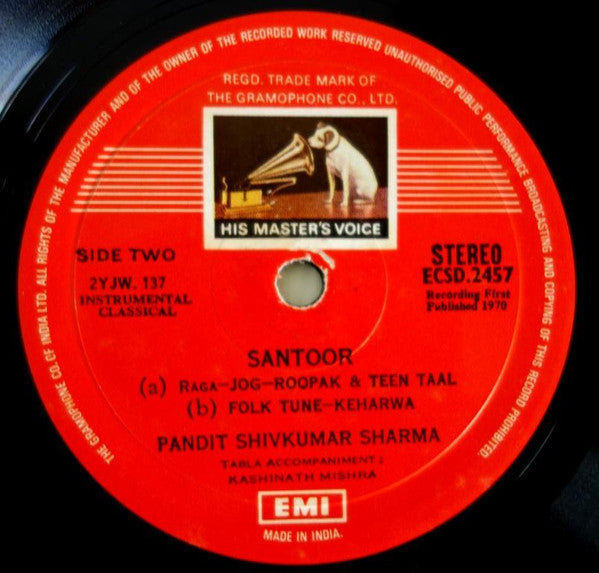 THE GRAMOPHONE CO. OF INDIA LTD. ALL RIGHTS OF THE MANUFACTURER AND OF THE OWNER OF THE RECORDED WORK RESERVED UNAUTHORISED PUBLIC PERFORMANCE BROADCASTING AND COPYING OF THIS RECORD PROHIBITED.
REGD. TRADE MARK OF
THE GRAMOPHONE CO., LTD.
HIS MASTER'S VOICE
SIDE TWO
2YJW. 137
INSTRUMENTAL
CLASSICAL
STEREO
ECSD.2457
Recording First
Published 1970
SANTOOR
(a) RAGA-JOG-ROOPAK & TEEN TAAL
(b) FOLK TUNE-KEHARWA
PANDIT SHIVKUMAR SHARMA
TABLA ACCOMPANIMENT:
KASHINATH MISHRA
EMI
MADE IN INDIA.